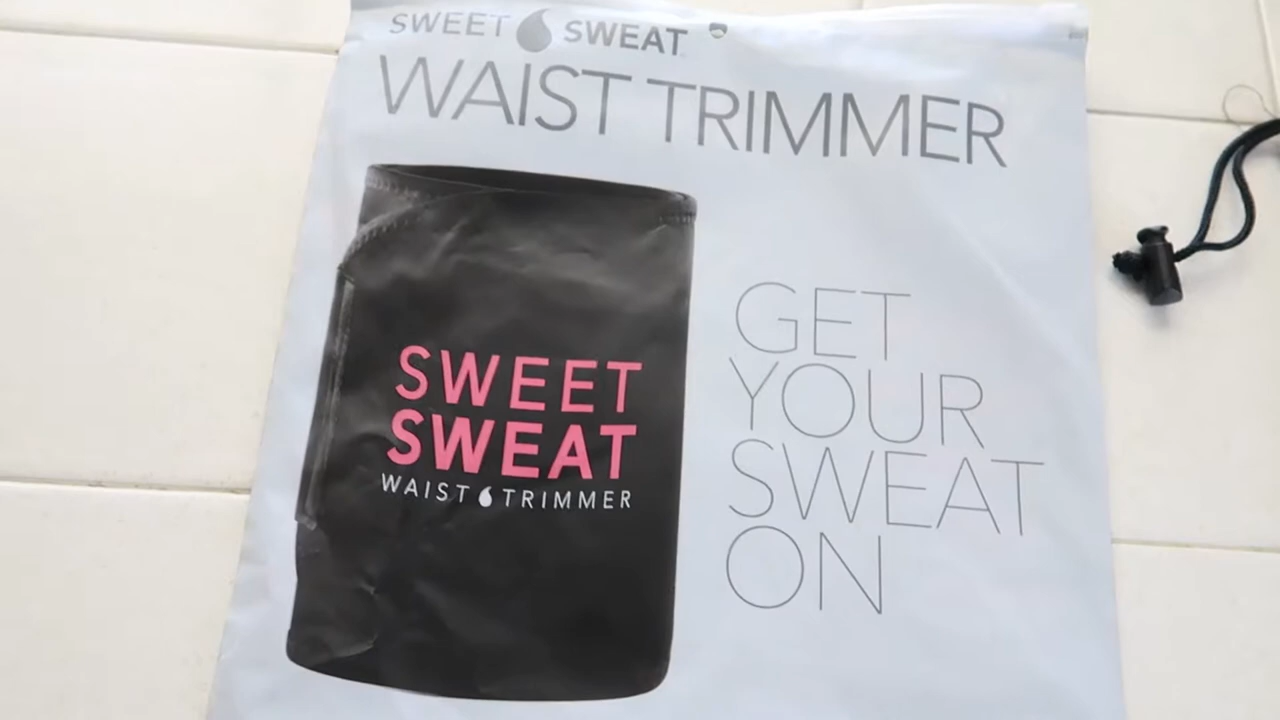 SWEET SWEAT
WAIST TRIMMER
SWEET
SWEAT
WAIST TRIMMER
GET
YOUR
SWEAT
ON